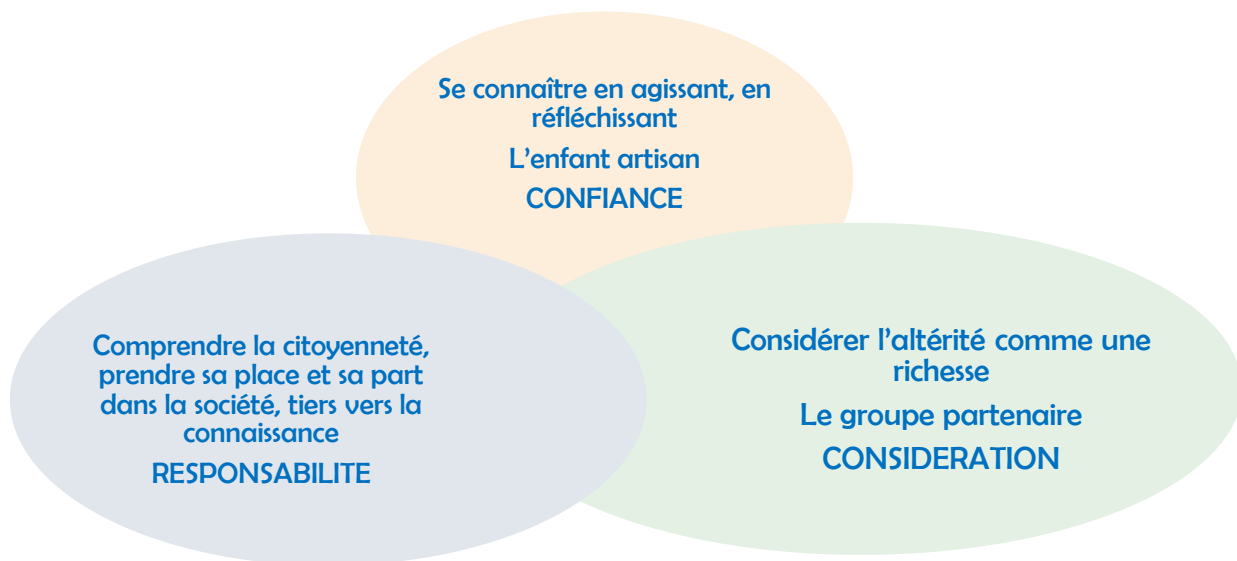 Se connaître en agissant, en
réfléchissant
L'enfant artisan
CONFIANCE
Comprendre la citoyenneté,
prendre sa place et sa part
dans la société, tiers vers la
connaissance
RESPONSABILITE
Considérer l'altérité comme une
richesse
Le groupe partenaire
CONSIDERATION